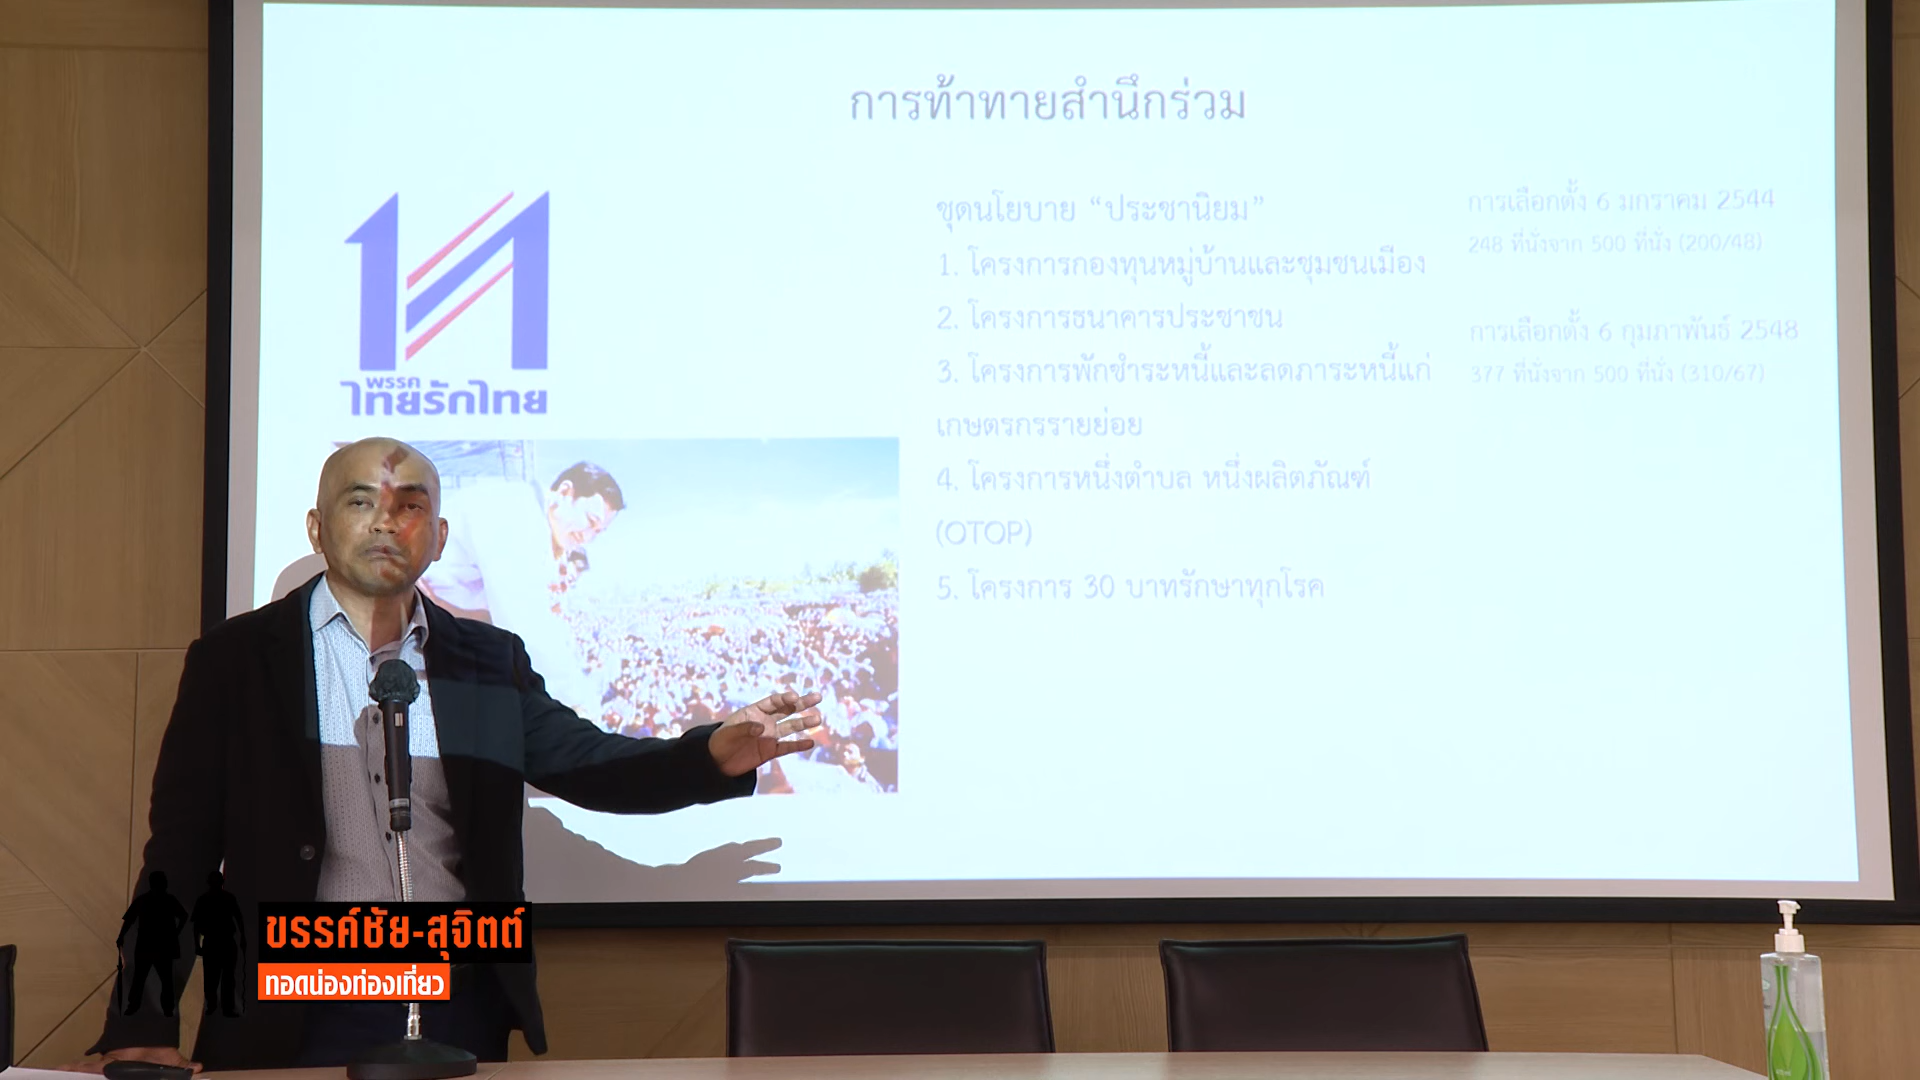 การท้าทายสำนึกร่วม
พรรค
ไทยรักไทย
ชุดนโยบาย “ประชานิยม”
1. โครงการกองทุนหมู่บ้านและชุมชนเมือง
2. โครงการธนาคารประชาชน
3. โครงการพักชำระหนี้และลดภาระหนี้แก่
เกษตรกรรายย่อย
4. โครงการหนึ่งตำบล หนึ่งผลิตภัณฑ์
(OTOP)
5. โครงการ 30 บาทรักษาทุกโรค
การเลือกตั้ง 6 มกราคม 2544
248 ที่นั่งจาก 500 ที่นั่ง (200/48)
การเลือกตั้ง 6 กุมภาพันธ์ 2548
377 ที่นั่งจาก 500 ที่นั่ง (310/67)
ขรรค์ชัย-สุจิตต์
ทอดน่องท่องเที่ยว